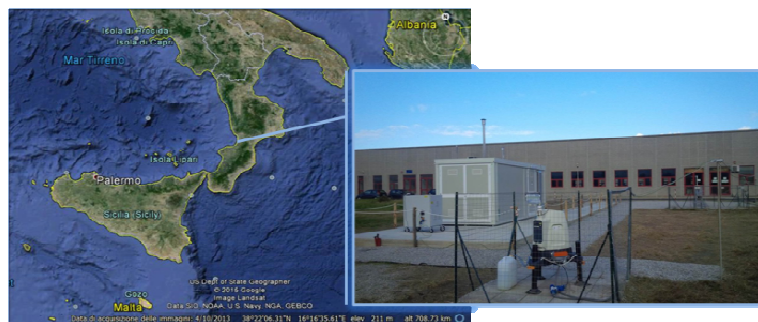 Isola di Procida
Isola di Capri
Albania
N
Mar Tirreno
Isola Lipari
Palermo
Sicilia (Sicily)
Gozo
Malta
US Dept of State Geographer
© 2016 Google
Image Landsat
Data SIO, NOAA, U.S. Navy, NGA, GEBCO
Data di acquisizione delle immagini: 4/10/2013 38°22'06.31"N 16°16'35.61"E elev 211 m alt 708.73 km